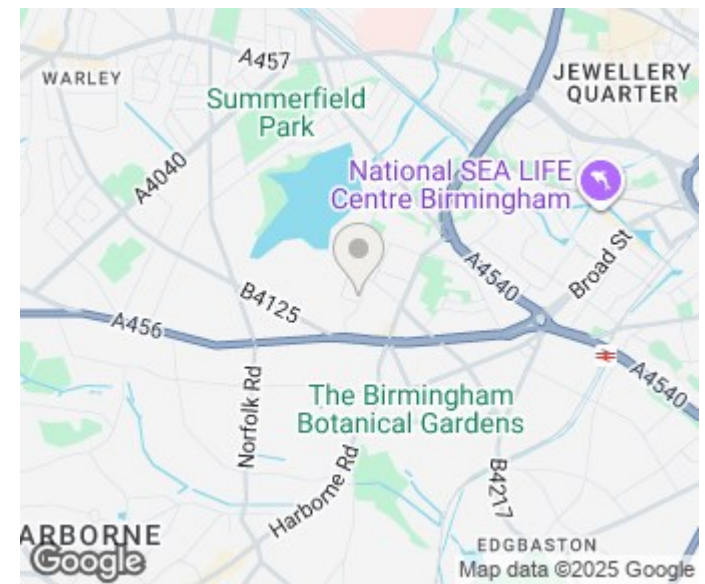 A457
WARLEY
JEWELLERY
QUARTER
Summerfield
Park
A4040
National SEA LIFE
Centre Birmingham
A4540
Broad St
B4125
A456
A4540
Norfolk Rd
The Birmingham
Botanical Gardens
Harborne Rd
B4217
ARBORNE
EDGBASTON
Google
Map data ©2025 Google